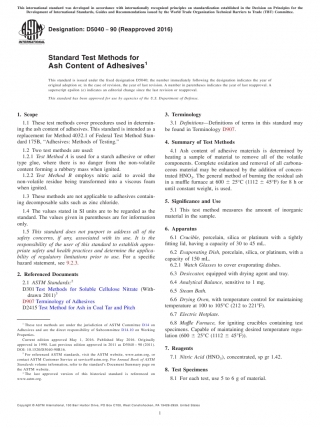 This international standard was developed in accordance with internationally recognized principles on standardization established in the Decision on Principles for the
Development of International Standards, Guides and Recommendations issued by the World Trade Organization Technical Barriers to Trade (TBT) Committee.
Designation: D5040 − 90 (Reapproved 2016)
Standard Test Methods for
Ash Content of Adhesives1
This standard is issued under the fixed designation D5040; the number immediately following the designation indicates the year of
original adoption or, in the case of revision, the year of last revision. A number in parentheses indicates the year of last reapproval. A
superscript epsilon (ε) indicates an editorial change since the last revision or reapproval.
This standard has been approved for use by agencies of the U.S. Department of Defense.
1. Scope
1.1 These test methods cover procedures used in determin-
ing the ash content of adhesives. This standard is intended as a
replacement for Method 4032.1 of Federal Test Method Stan-
dard 175B, “Adhesives: Methods of Testing.”
1.2 Two test methods are used:
1.2.1 Test Method A is used for a starch adhesive or other
type glue, where there is no danger from the non-volatile
content forming a rubbery mass when ignited.
1.2.2 Test Method B employs nitric acid to avoid the
non-volatile residue being transformed into a viscous foam
when ignited.
1.3 These methods are not applicable to adhesives contain-
ing decomposable salts such as zinc chloride.
1.4 The values stated in SI units are to be regarded as the
standard. The values given in parentheses are for information
only.
1.5 This standard does not purport to address all of the
safety concerns, if any, associated with its use. It is the
responsibility of the user of this standard to establish appro-
priate safety and health practices and determine the applica-
bility of regulatory limitations prior to use. For a specific
hazard statement, see 9.2.3.
2. Referenced Documents
2.1 ASTM Standards:2
D301 Test Methods for Soluble Cellulose Nitrate (With-
drawn 2001)3
D907 Terminology of Adhesives
D2415 Test Method for Ash in Coal Tar and Pitch
1 These test methods are under the jurisdiction of ASTM Committee D14 on
Adhesives and are the direct responsibility of Subcommittee D14.10 on Working
Properties.
Current edition approved May 1, 2016. Published May 2016. Originally
approved in 1990. Last previous edition approved in 2011 as D5040 – 90 (2011).
2 For referenced ASTM standards, visit the ASTM website, www.astm.org, or
contact ASTM Customer Service at service@astm.org. For Annual Book of ASTM
Standards volume information, refer to the standard's Document Summary page on
the ASTM website.
3 The last approved version of this historical standard is referenced on
www.astm.org.
3. Terminology
3.1 Definitions—Definitions of terms in this standard may
be found in Terminology D907.
4. Summary of Test Methods
4.1 Ash content of adhesive materials is determined by
heating a sample of material to remove all of the volatile
components. Complete oxidation and removal of all carbona-
ceous material may be enhanced by the addition of concen-
trated HNO3. The general method of burning the residual ash
in a muffle furnace at 600 ± 25°C (1112 ± 45°F) for 8 h or
until constant weight, is used.
5. Significance and Use
5.1 This test method measures the amount of inorganic
material in the sample.
6. Apparatus
6.1 Crucible, porcelain, silica or platinum with a tightly
fitting lid, having a capacity of 30 to 45 mL.
6.2 Evaporating Dish, porcelain, silica, or platinum, with a
capacity of 150 mL.
6.2.1 Watch Glasses to cover evaporating dishes.
6.3 Desiccator, equipped with drying agent and tray.
6.4 Analytical Balance, sensitive to 1 mg.
6.5 Steam Bath.
6.6 Drying Oven, with temperature control for maintaining
temperature at 100 to 105°C (212 to 221°F).
6.7 Electric Hotplate.
6.8 Muffle Furnace, for igniting crucibles containing test
specimens. Capable of maintaining desired temperature regu-
lation (600 ± 25°C (1112 ± 45°F)).
7. Reagents
7.1 Nitric Acid (HNO3), concentrated, sp gr 1.42.
8. Test Specimens
8.1 For each test, use 5 to 6 g of material.
Copyright © ASTM International, 100 Barr Harbor Drive, PO Box C700, West Conshohocken, PA 19428-2959. United States
1